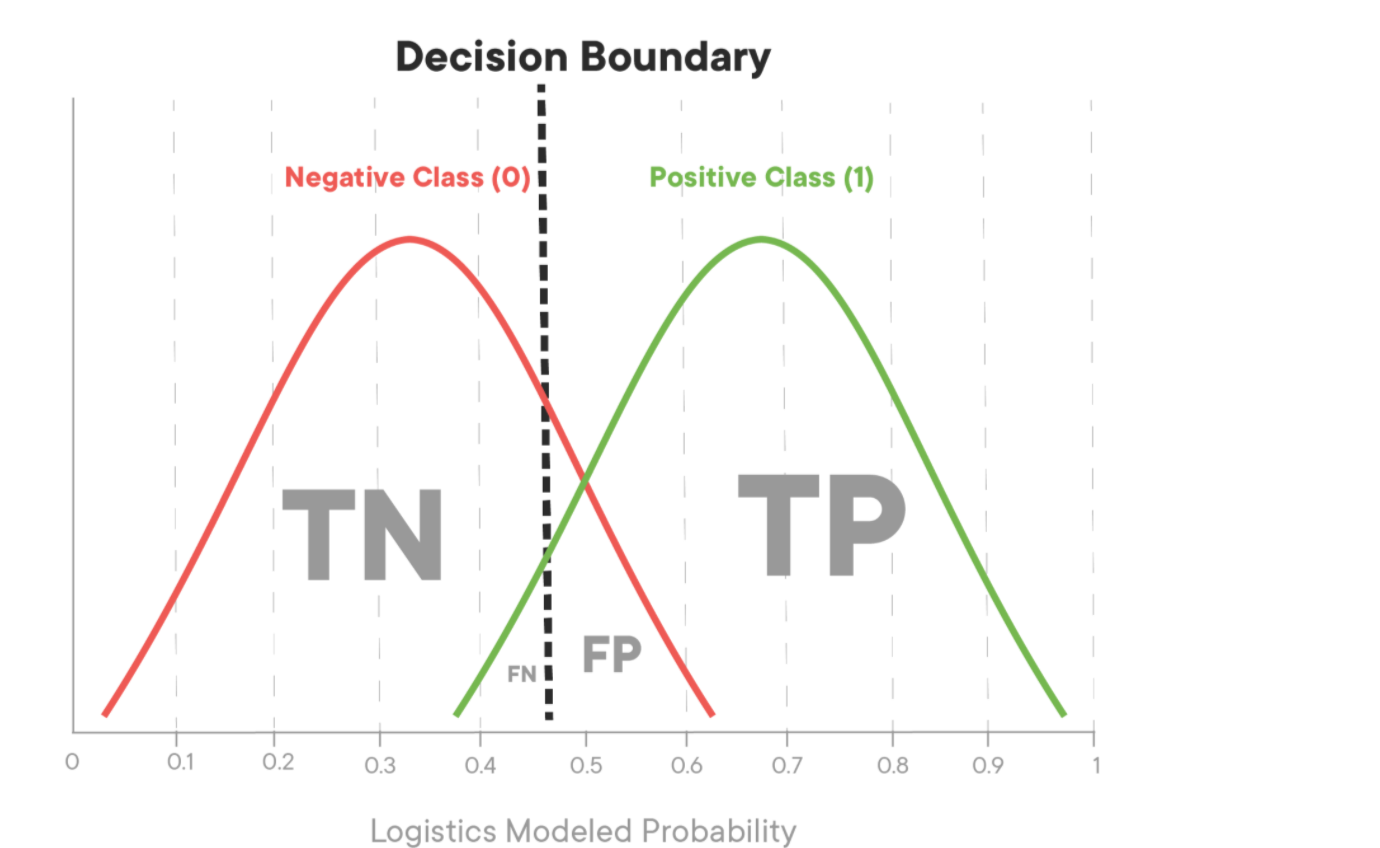 Decision Boundary
Negative Class (0)
Positive Class (1)
TN
TP
FN
FP
0
0.1
0.2
0.3
0.4
0.5
0.6
0.7
0.8
0.9
1
Logistics Modeled Probability